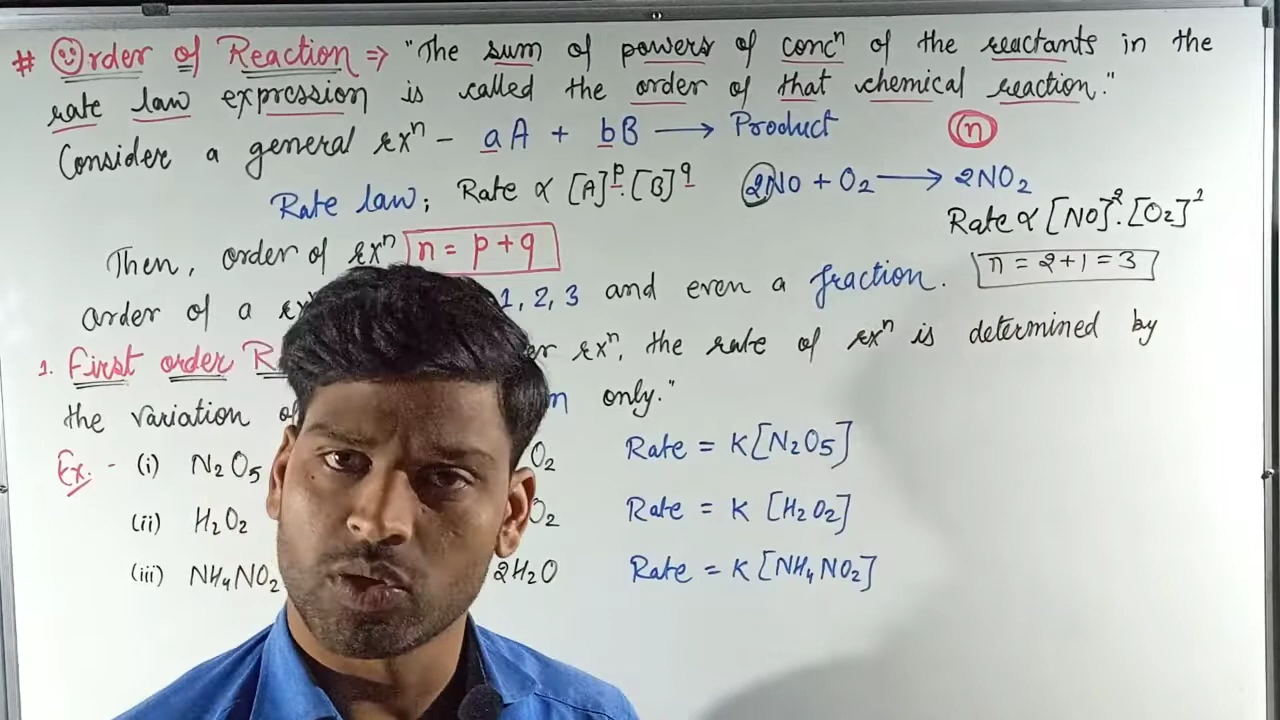 # Order of Reaction ⇒ "The sum of powers of concⁿ of the reactants in the
rate law expression is called the order of that chemical reaction."
Consider a general rxⁿ - aA + bB ⟶ Product (n)
Rate law; Rate ∝ [A]ᵖ.[B]^q 2NO + O₂ ⟶ 2NO₂
Rate ∝ [NO]².[O₂]¹
Then, order of rxⁿ n = p+q
n = 2+1 = 3
order of a 1, 2, 3 and even a fraction.
1. First order rxⁿ, the rate of rxⁿ is determined by
the variation only."
Ex. - (i) N₂O₅ O₂ Rate = K[N₂O₅]
(ii) H₂O₂ O₂ Rate = K [H₂O₂]
(iii) NH₄NO₂ 2H₂O Rate = K[NH₄NO₂]